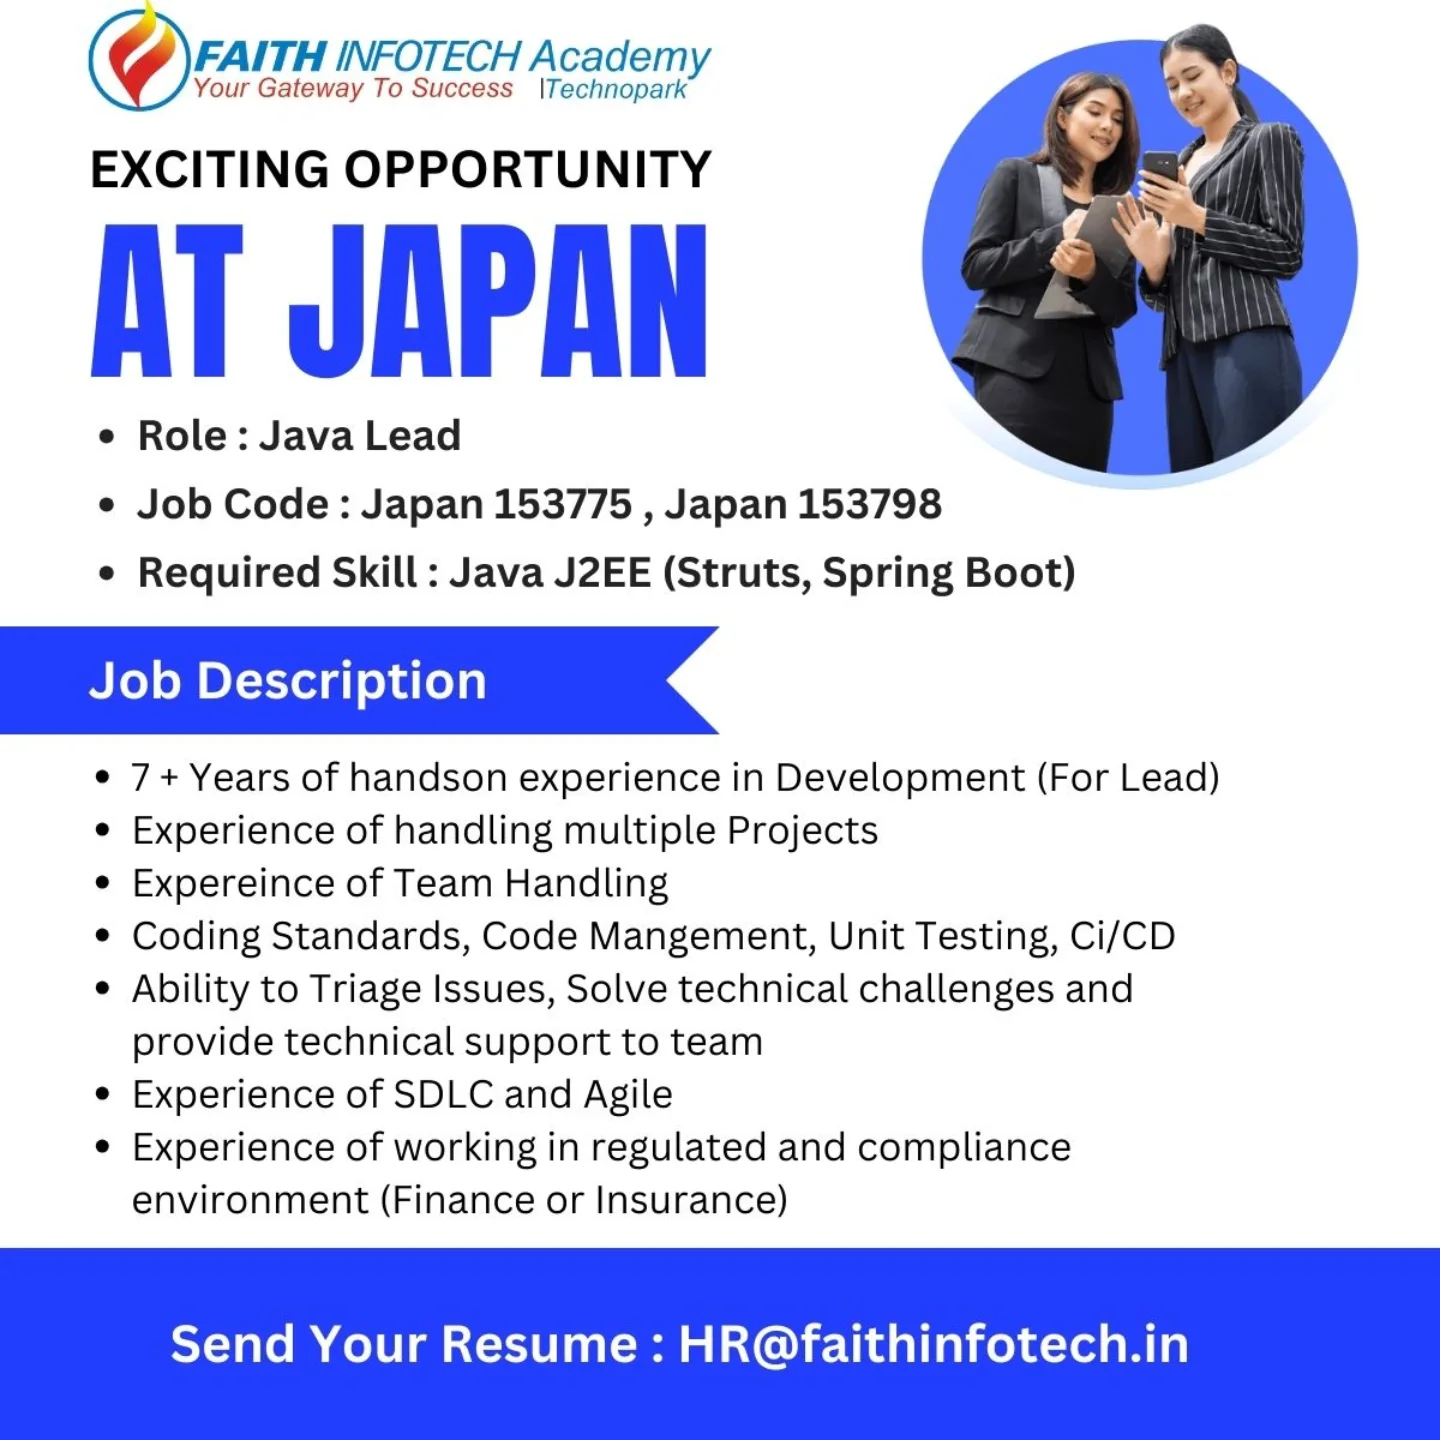 FAITH INFOTECH Academy
Your Gateway To Success |Technopark
EXCITING OPPORTUNITY
AT JAPAN
• Role : Java Lead
• Job Code : Japan 153775 , Japan 153798
• Required Skill : Java J2EE (Struts, Spring Boot)
Job Description
• 7 + Years of handson experience in Development (For Lead)
• Experience of handling multiple Projects
• Expereince of Team Handling
• Coding Standards, Code Mangement, Unit Testing, Ci/CD
• Ability to Triage Issues, Solve technical challenges and
provide technical support to team
• Experience of SDLC and Agile
• Experience of working in regulated and compliance
environment (Finance or Insurance)
Send Your Resume : HR@faithinfotech.in